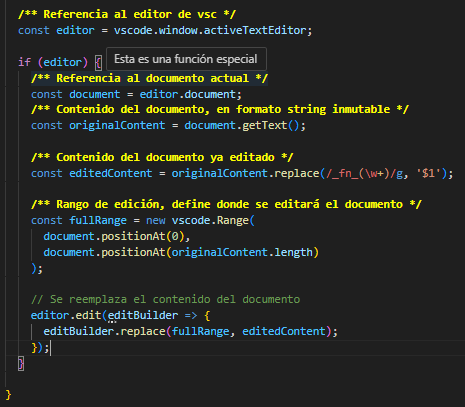 /** Referencia al editor de vsc */
const editor = vscode.window.activeTextEditor;
if (editor) {
Esta es una función especial
/** Referencia al documento actual */
const document = editor.document;
/** Contenido del documento, en formato string inmutable */
const originalContent = document.getText();
/** Contenido del documento ya editado */
const editedContent = originalContent.replace(/_fn_(\w+)/g, '$1');
/** Rango de edición, define donde se editará el documento */
const fullRange = new vscode.Range(
document.positionAt(0),
document.positionAt(originalContent.length)
);
// Se reemplaza el contenido del documento
editor.edit(editBuilder => {
editBuilder.replace(fullRange, editedContent);
});
}
}